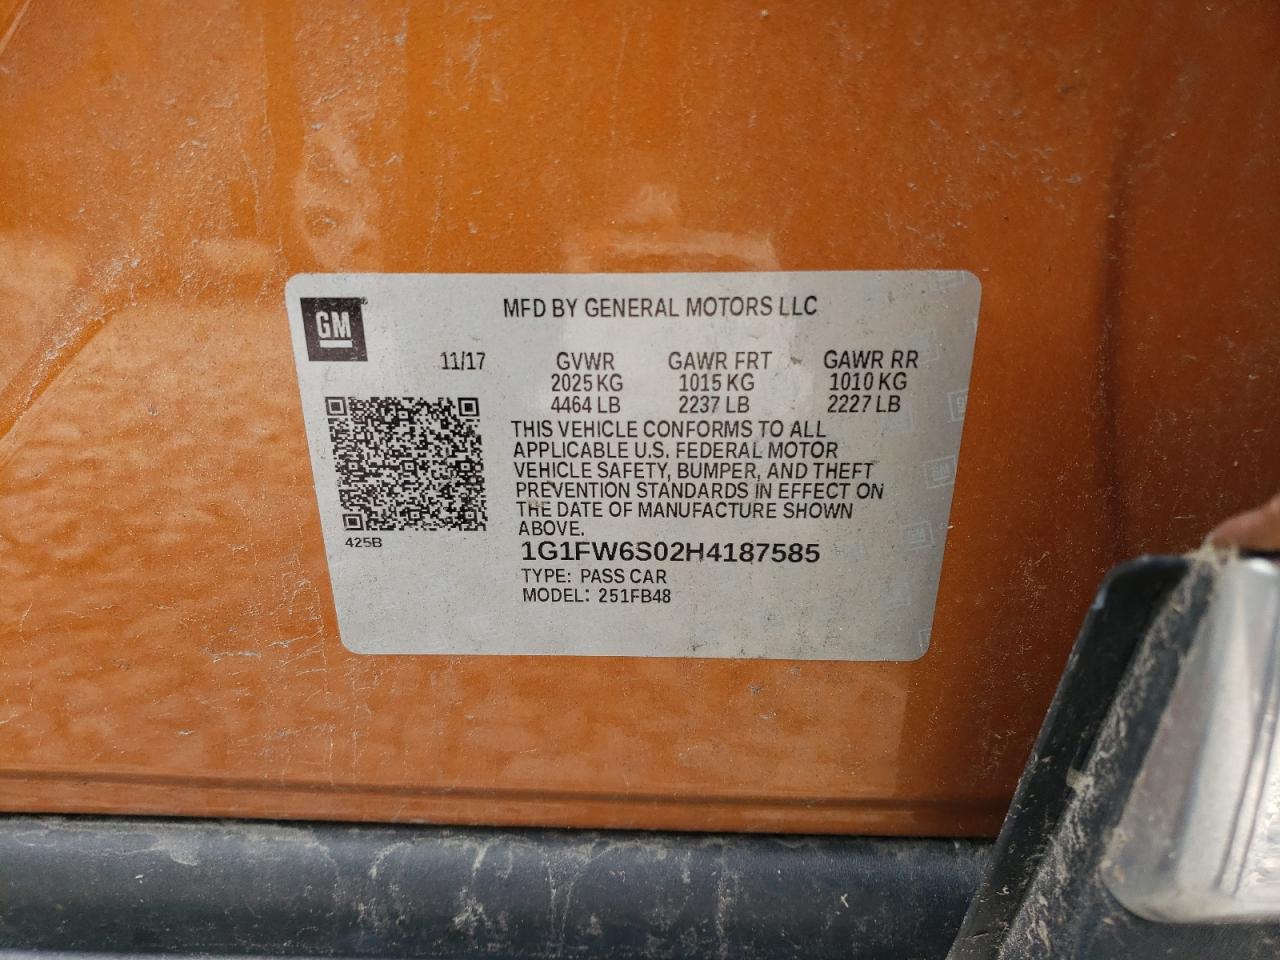 GM
MFD BY GENERAL MOTORS LLC
11/17 GVWR GAWR FRT GAWR RR
2025 KG 1015 KG 1010 KG
4464 LB 2237 LB 2227 LB
THIS VEHICLE CONFORMS TO ALL
APPLICABLE U.S. FEDERAL MOTOR
VEHICLE SAFETY, BUMPER, AND THEFT
PREVENTION STANDARDS IN EFFECT ON
THE DATE OF MANUFACTURE SHOWN
ABOVE.
425B
1G1FW6S02H4187585
TYPE: PASS CAR
MODEL: 251FB48